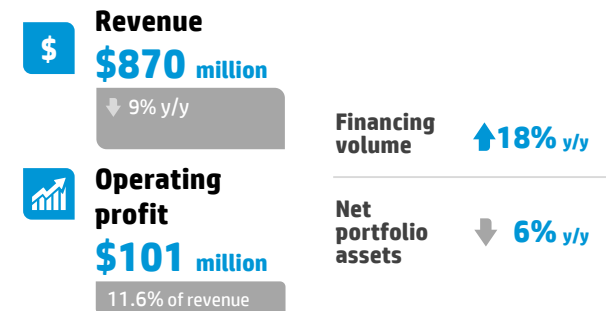 $
Revenue
$870 million
9% y/y
Operating
profit
$101 million
11.6% of revenue
Financing
volume
18% y/y
Net
portfolio
assets
6% y/y